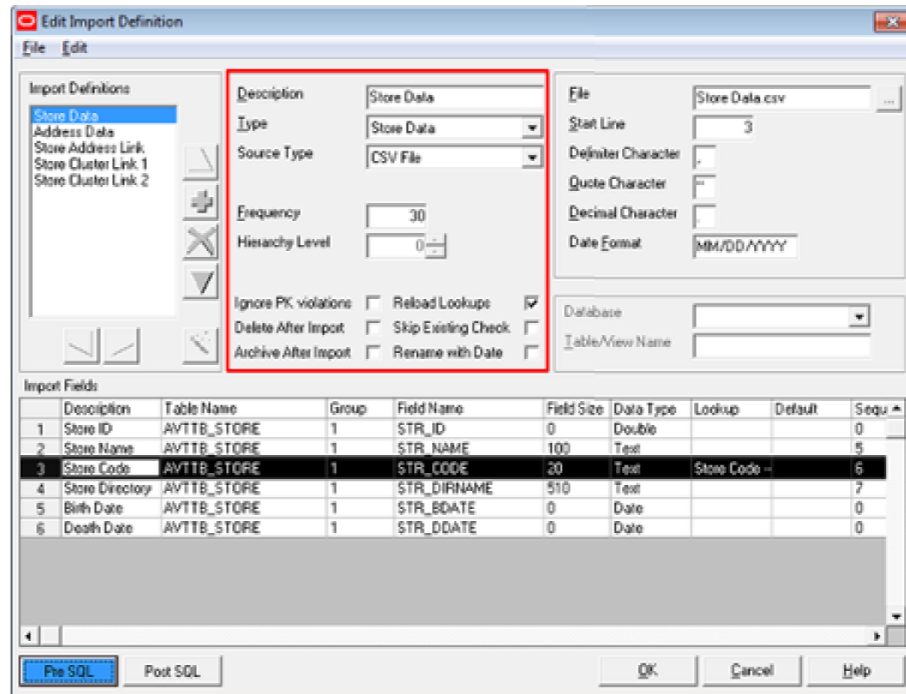 Edit Import Definition
File Edit
Import Definitions
Store Data
Address Data
Store Address Link
Store Cluster Link 1
Store Cluster Link 2
Description Store Data
Type Store Data
Source Type CSV File
Frequency 30
Hierarchy Level 0
Ignore PK violations Reload Lookups
Delete After Import Skip Existing Check
Archive After Import Rename with Date
File Store Data.csv ...
Start Line 3
Delimiter Character ,
Quote Character "
Decimal Character .
Date Format MM/DD/YYYY
Database
Table/View Name
Import Fields
Description Table Name Group Field Name Field Size Data Type Lookup Default Sequ
1 Store ID AVTTB_STORE 1 STR_ID 0 Double 0
2 Store Name AVTTB_STORE 1 STR_NAME 100 Text 5
3 Store Code AVTTB_STORE 1 STR_CODE 20 Text Store Code -- 6
4 Store Directory AVTTB_STORE 1 STR_DIRNAME 510 Text 7
5 Birth Date AVTTB_STORE 1 STR_BDATE 0 Date 0
6 Death Date AVTTB_STORE 1 STR_DDATE 0 Date 0
Pre SQL Post SQL OK Cancel Help